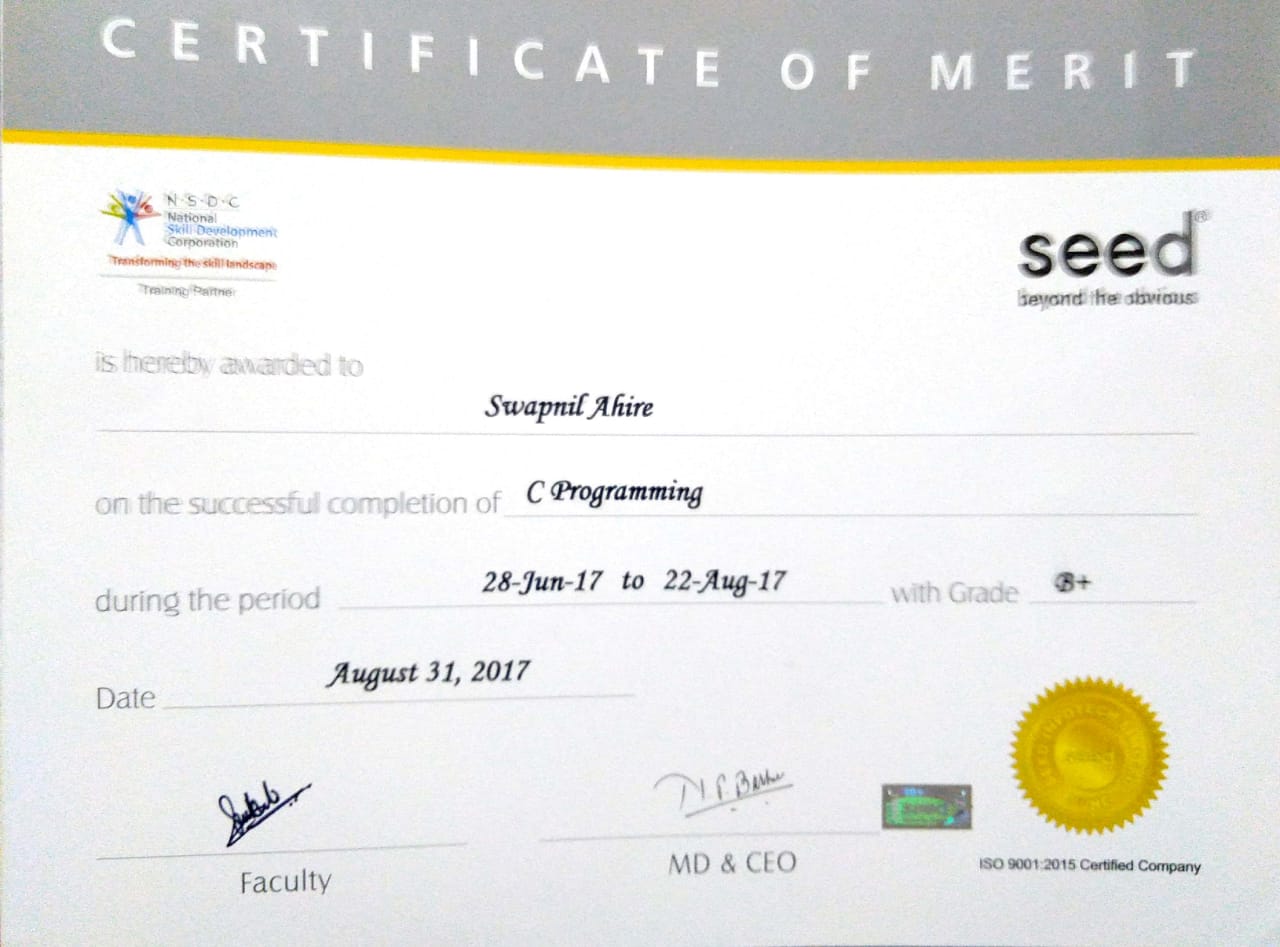 CERTIFICATE OF MERIT
N·S·D·C
National
Skill Development
Corporation
Transforming the skill landscape
Training Partner
seed®
beyond the obvious
is hereby awarded to
Swapnil Ahire
on the successful completion of C Programming
during the period 28-Jun-17 to 22-Aug-17 with Grade B+
Date August 31, 2017
Faculty
MD & CEO
SEED INFOTECH
ISO 9001:2015 Certified Company